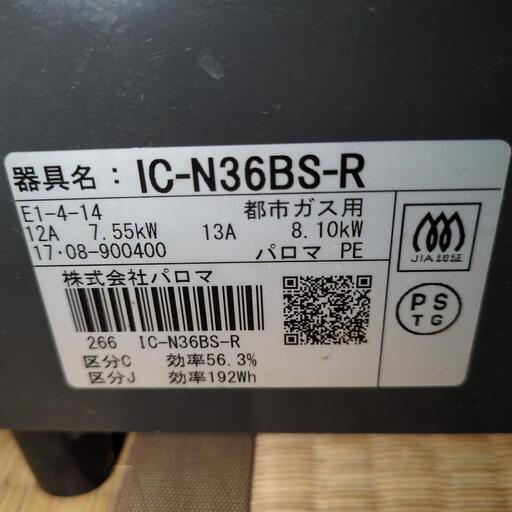 器具名：IC-N36BS-R
E1-4-14 都市ガス用
12A 7.55kW 13A 8.10kW
17・08-900400 パロマ PE
株式会社パロマ
266 IC-N36BS-R
区分C 効率56.3%
区分J 効率192Wh
JIA認証
PS
TG